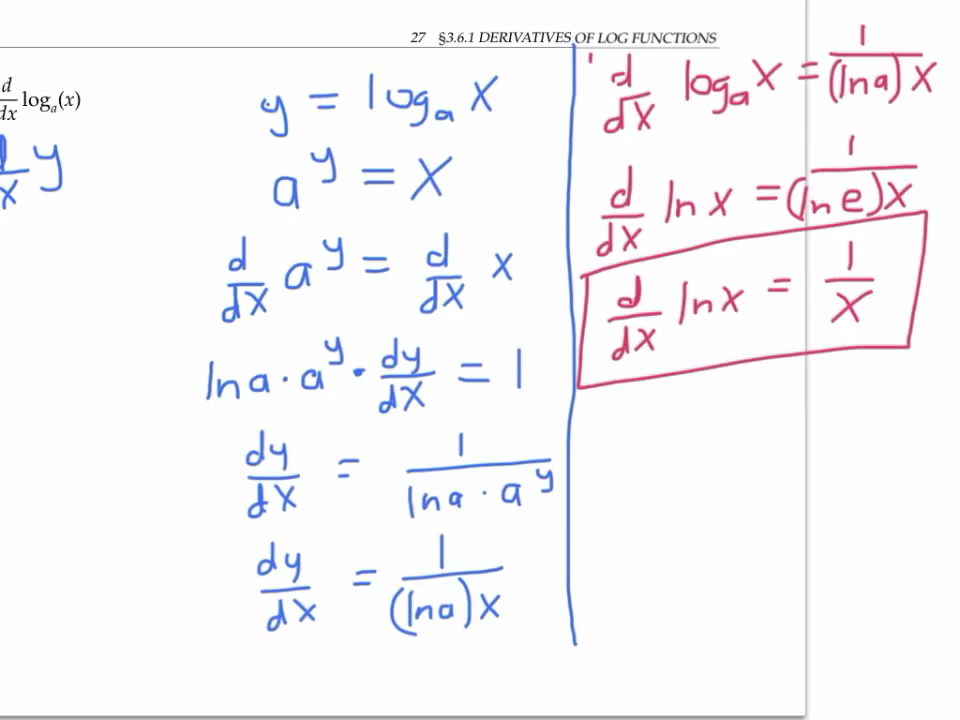 27 §3.6.1 DERIVATIVES OF LOG FUNCTIONS
d/dx log_a(x)
y
y = log_a x
a^y = x
d/dx a^y = d/dx x
ln a · a^y · dy/dx = 1
dy/dx = 1/(ln a · a^y)
dy/dx = 1/((ln a)x)
d/dx log_a x = 1/((ln a)x)
d/dx ln x = 1/((ln e)x)
d/dx ln x = 1/x